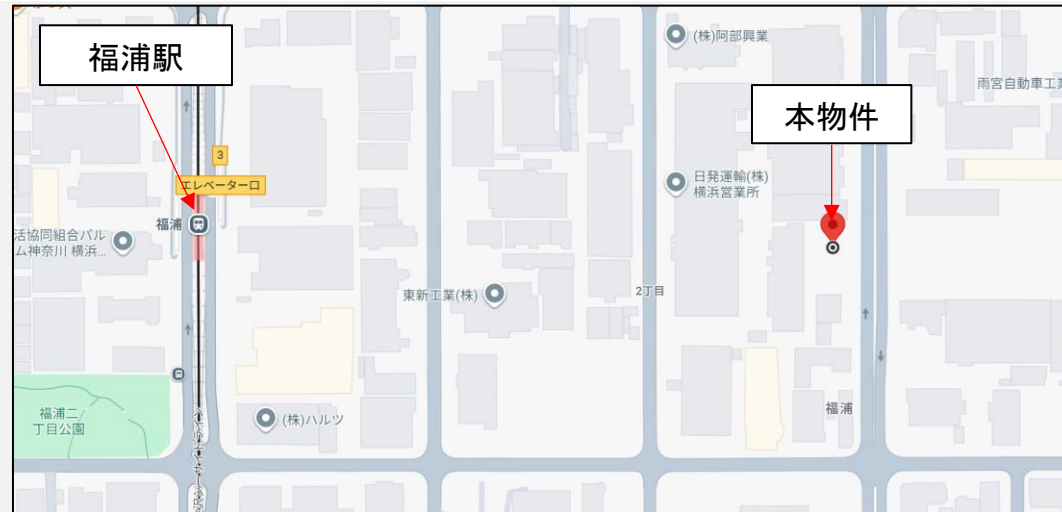 福浦駅
(株)阿部興業
雨宮自動車工業
本物件
3
エレベーター口
日発運輸(株)
横浜営業所
福浦
活協同組合パル
ム神奈川 横浜...
東新工業(株)
2丁目
福浦二
丁目公園
(株)ハルツ
福浦